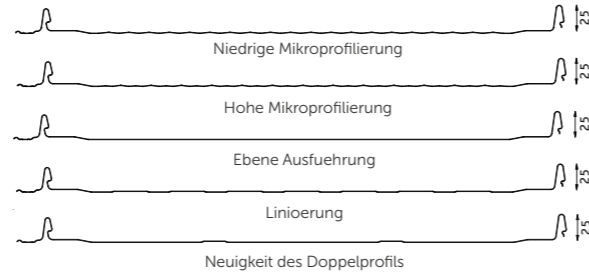 25
Niedrige Mikroprofilierung
25
Hohe Mikroprofilierung
25
Ebene Ausfuehrung
25
Linioerung
25
Neuigkeit des Doppelprofils